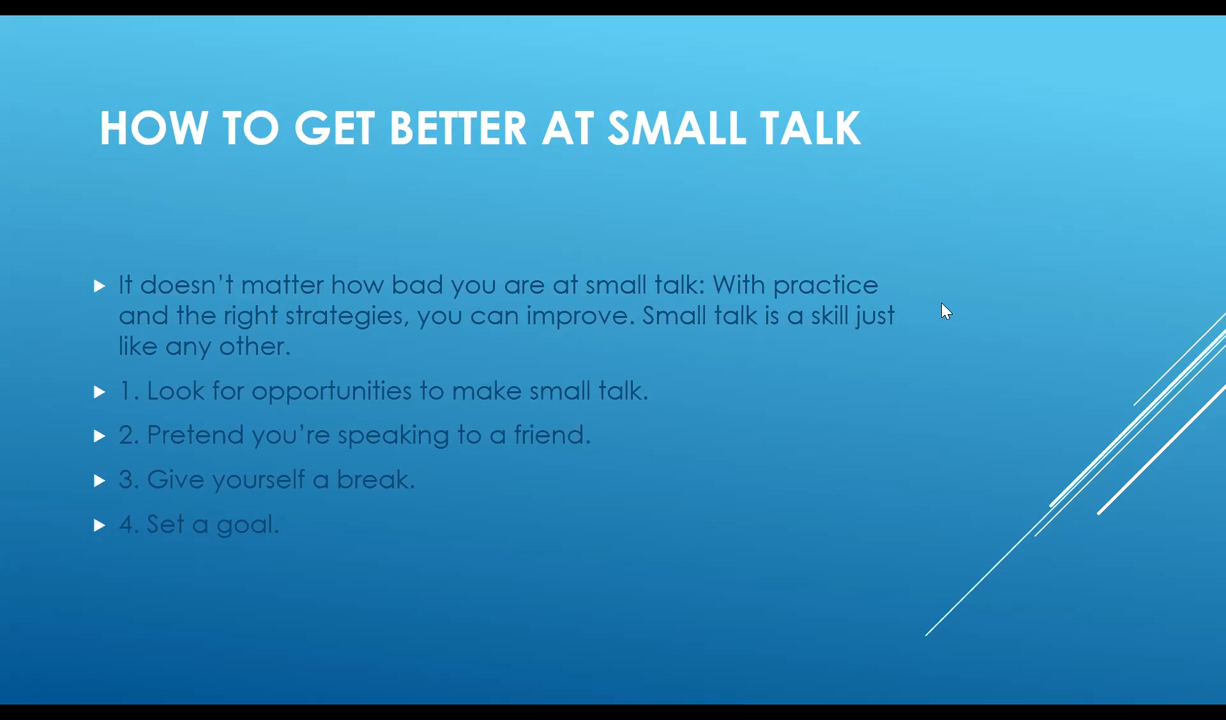 HOW TO GET BETTER AT SMALL TALK
It doesn't matter how bad you are at small talk: With practice
and the right strategies, you can improve. Small talk is a skill just
like any other.
1. Look for opportunities to make small talk.
2. Pretend you're speaking to a friend.
3. Give yourself a break.
4. Set a goal.